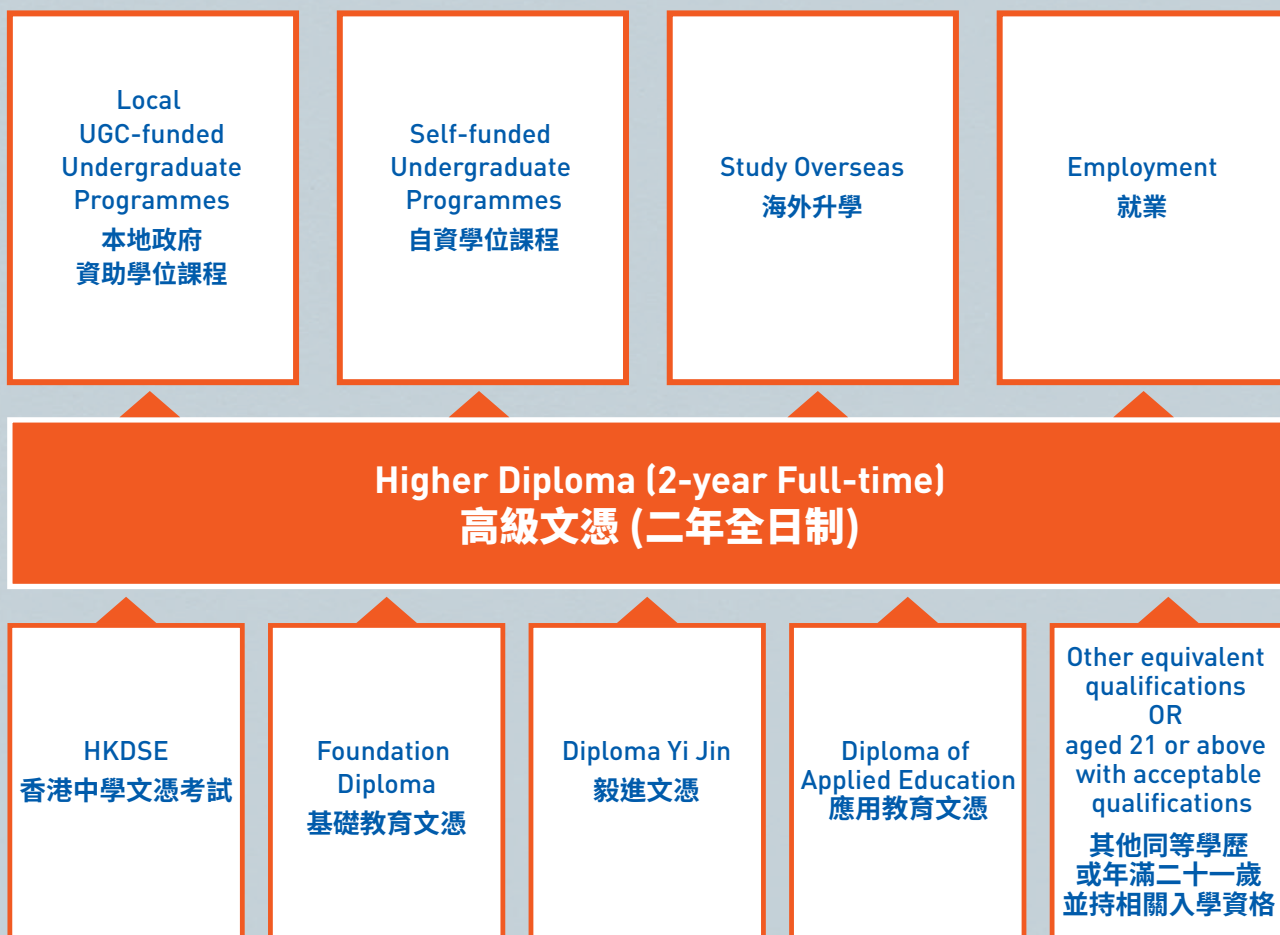 Local
UGC-funded
Undergraduate
Programmes
本地政府
資助學位課程
Self-funded
Undergraduate
Programmes
自資學位課程
Study Overseas
海外升學
Employment
就業
Higher Diploma (2-year Full-time)
高級文憑 (二年全日制)
HKDSE
香港中學文憑考試
Foundation
Diploma
基礎教育文憑
Diploma Yi Jin
毅進文憑
Diploma of
Applied Education
應用教育文憑
Other equivalent
qualifications
OR
aged 21 or above
with acceptable
qualifications
其他同等學歷
或年滿二十一歲
並持相關入學資格